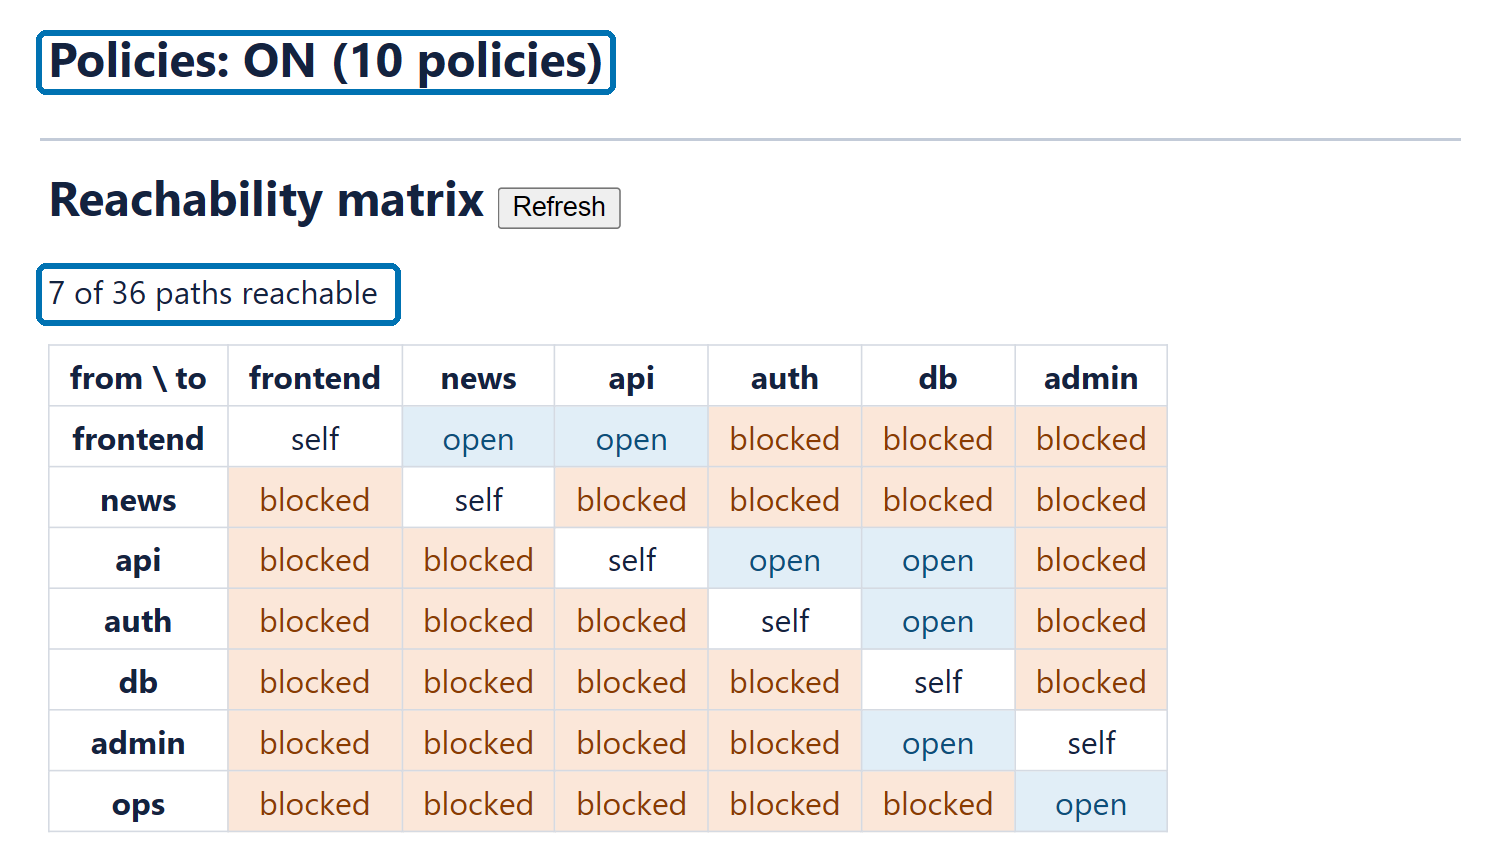 Policies: ON (10 policies)
Reachability matrix Refresh
7 of 36 paths reachable
from \ to frontend news api auth db admin
frontend self open open blocked blocked blocked
news blocked self blocked blocked blocked blocked
api blocked blocked self open open blocked
auth blocked blocked blocked self open blocked
db blocked blocked blocked blocked self blocked
admin blocked blocked blocked blocked open self
ops blocked blocked blocked blocked blocked open